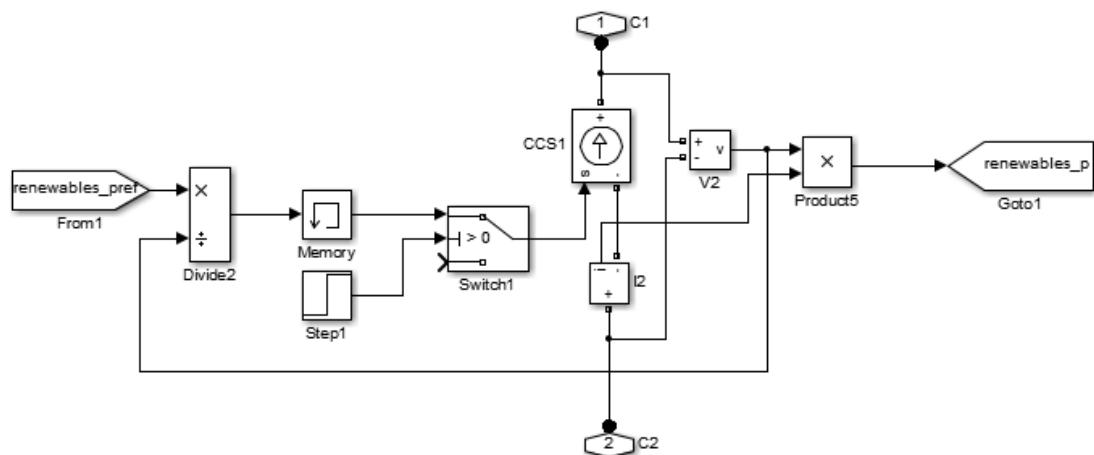 1
C1
CCS1
+
s
-
renewables_pref
From1
×
÷
Divide2
Memory
> 0
Switch1
Step1
+
-
v
V2
×
Product5
renewables_p
Goto1
i
-
+
I2
2
C2